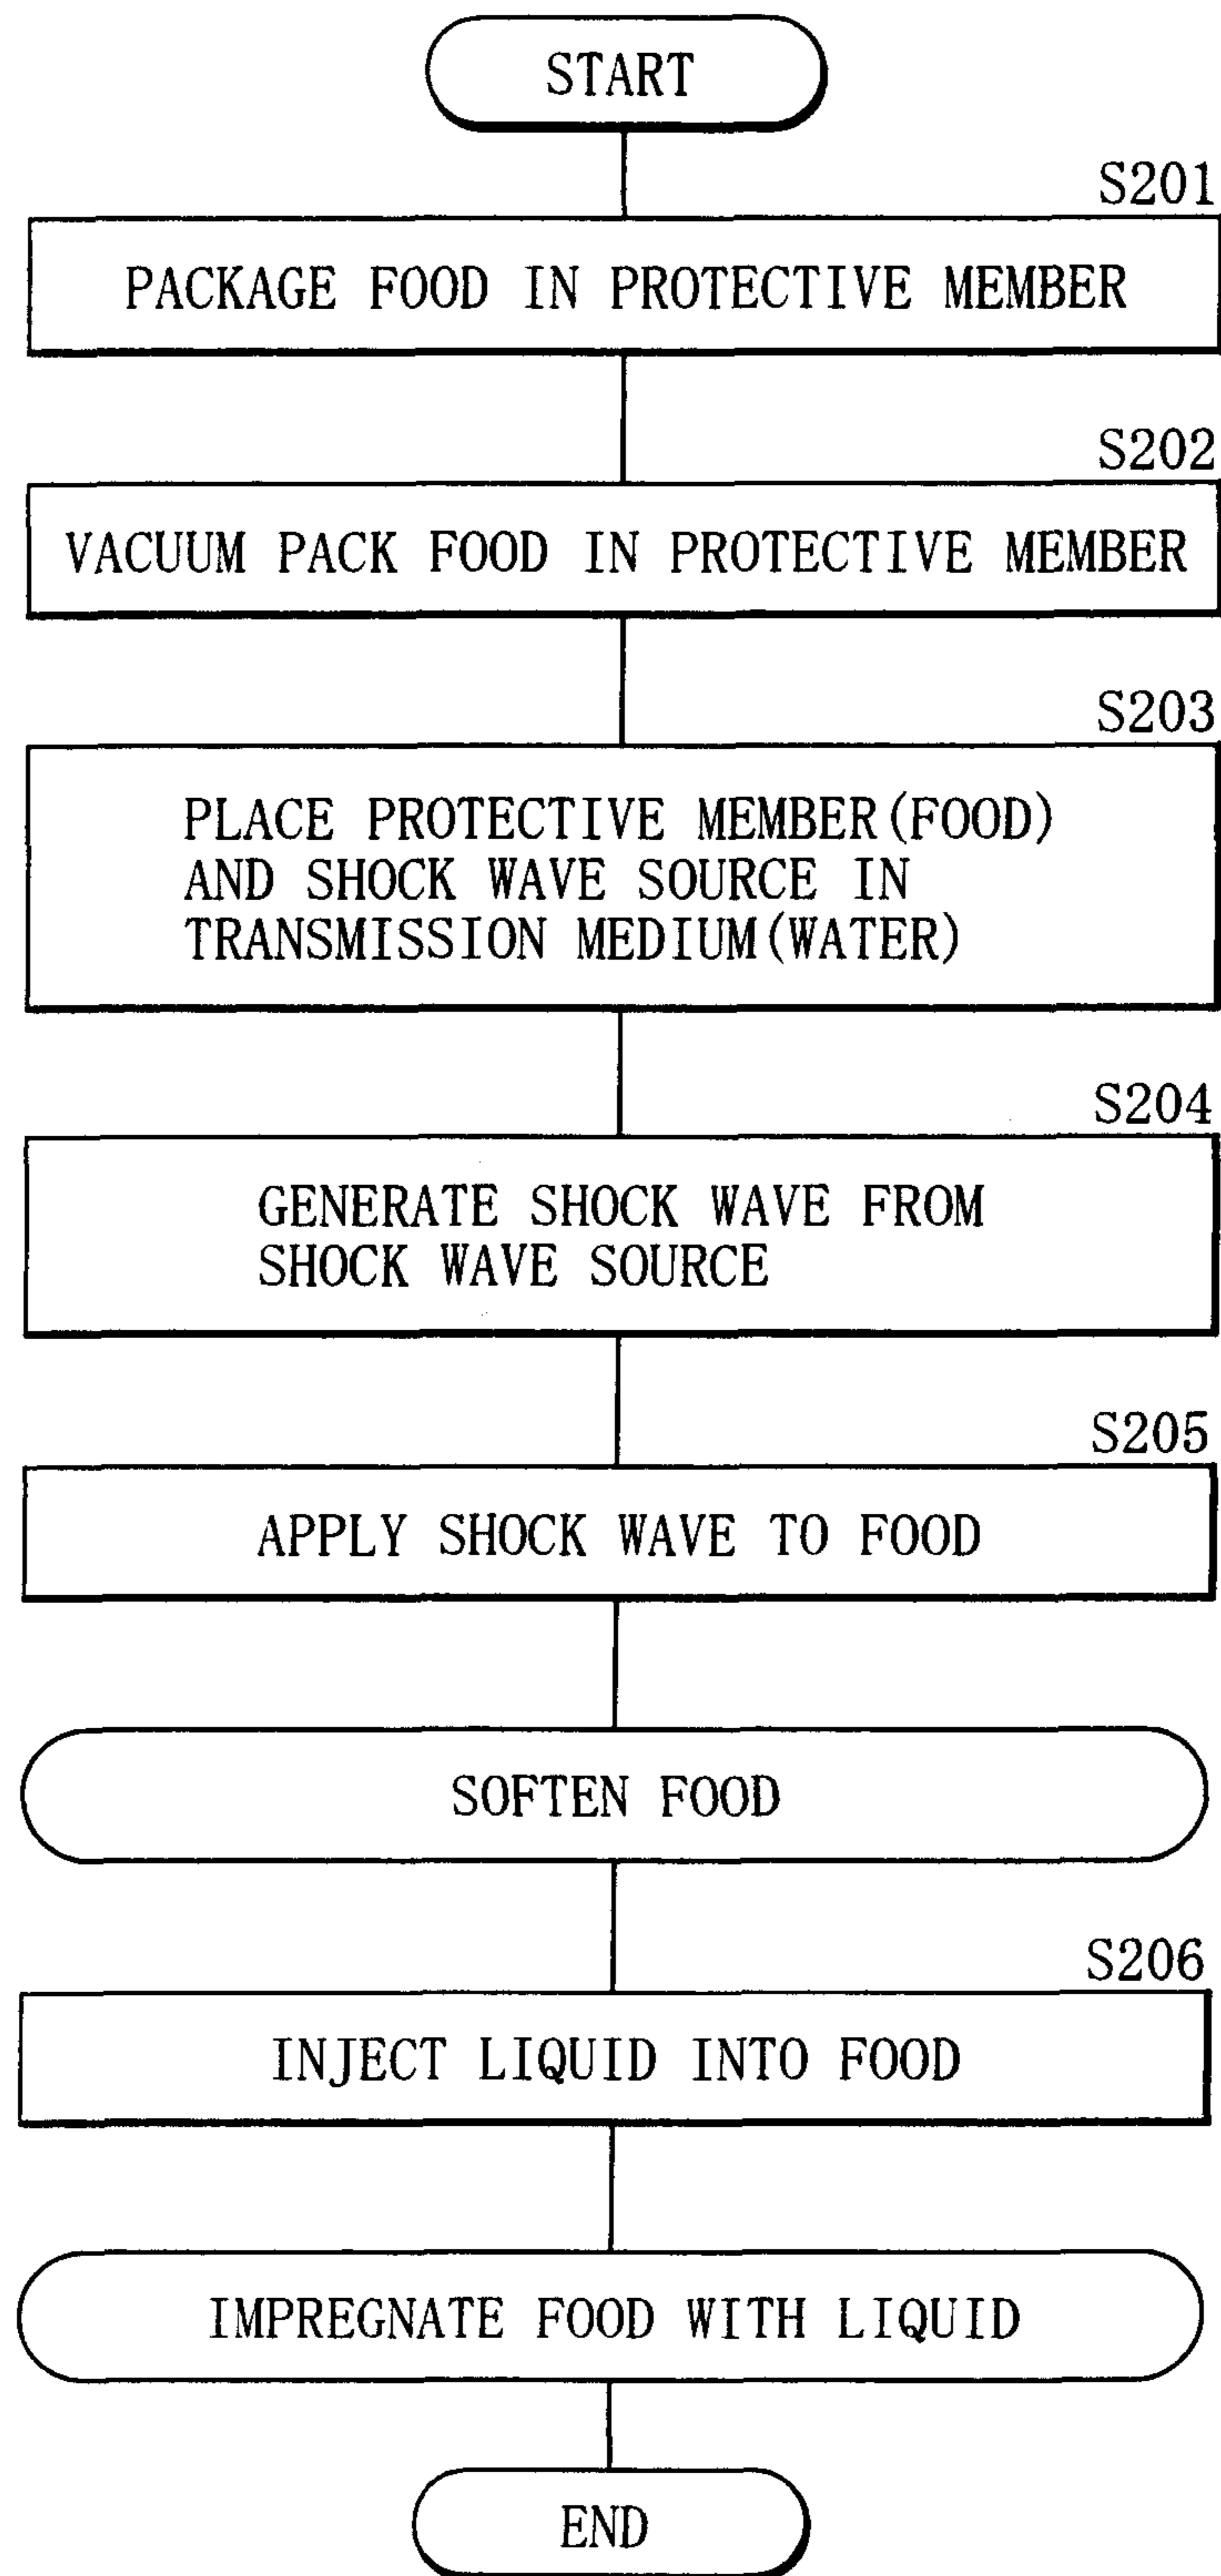 START
S201
PACKAGE FOOD IN PROTECTIVE MEMBER
S202
VACUUM PACK FOOD IN PROTECTIVE MEMBER
S203
PLACE PROTECTIVE MEMBER(FOOD)
AND SHOCK WAVE SOURCE IN
TRANSMISSION MEDIUM(WATER)
S204
GENERATE SHOCK WAVE FROM
SHOCK WAVE SOURCE
S205
APPLY SHOCK WAVE TO FOOD
SOFTEN FOOD
S206
INJECT LIQUID INTO FOOD
IMPREGNATE FOOD WITH LIQUID
END